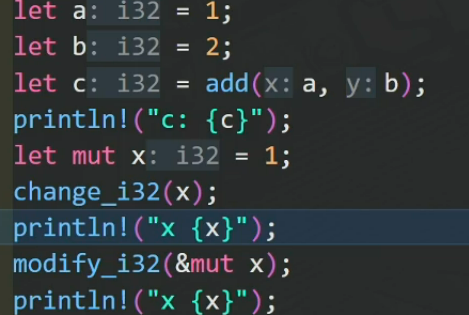 let a: i32 = 1;
let b: i32 = 2;
let c: i32 = add(x: a, y: b);
println!("c: {c}");
let mut x: i32 = 1;
change_i32(x);
println!("x {x}");
modify_i32(&mut x);
println!("x {x}");